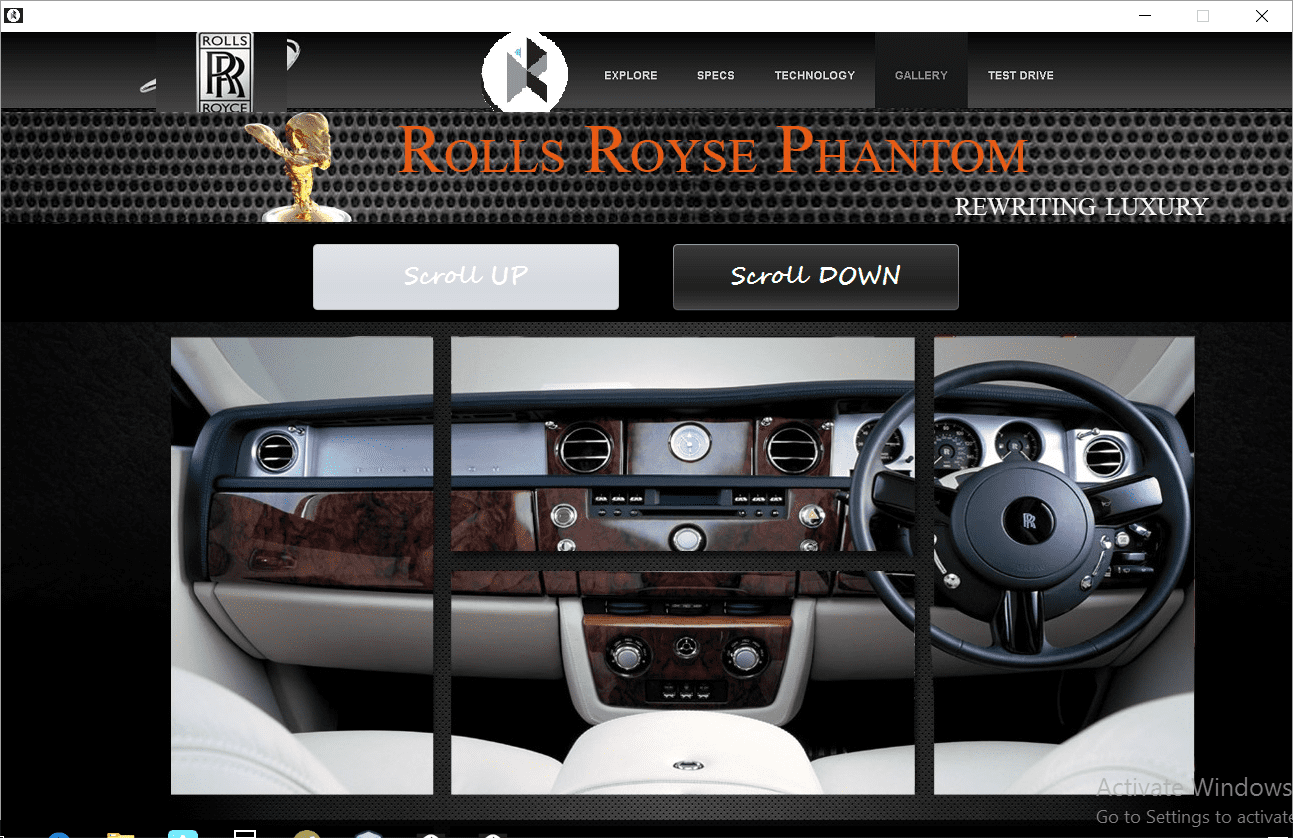 ROLLS
RR
ROYCE
EXPLORE SPECS TECHNOLOGY GALLERY TEST DRIVE
ROLLS ROYSE PHANTOM
REWRITING LUXURY
Scroll UP Scroll DOWN
RR
Activate Windows
Go to Settings to activate